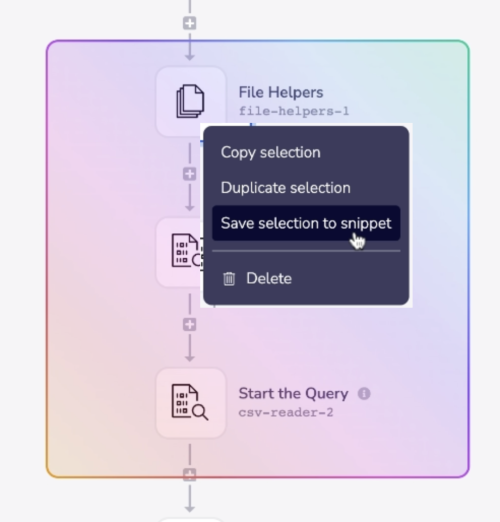 File Helpers
file-helpers-1
Copy selection
Duplicate selection
Save selection to snippet
Delete
Start the Query
csv-reader-2